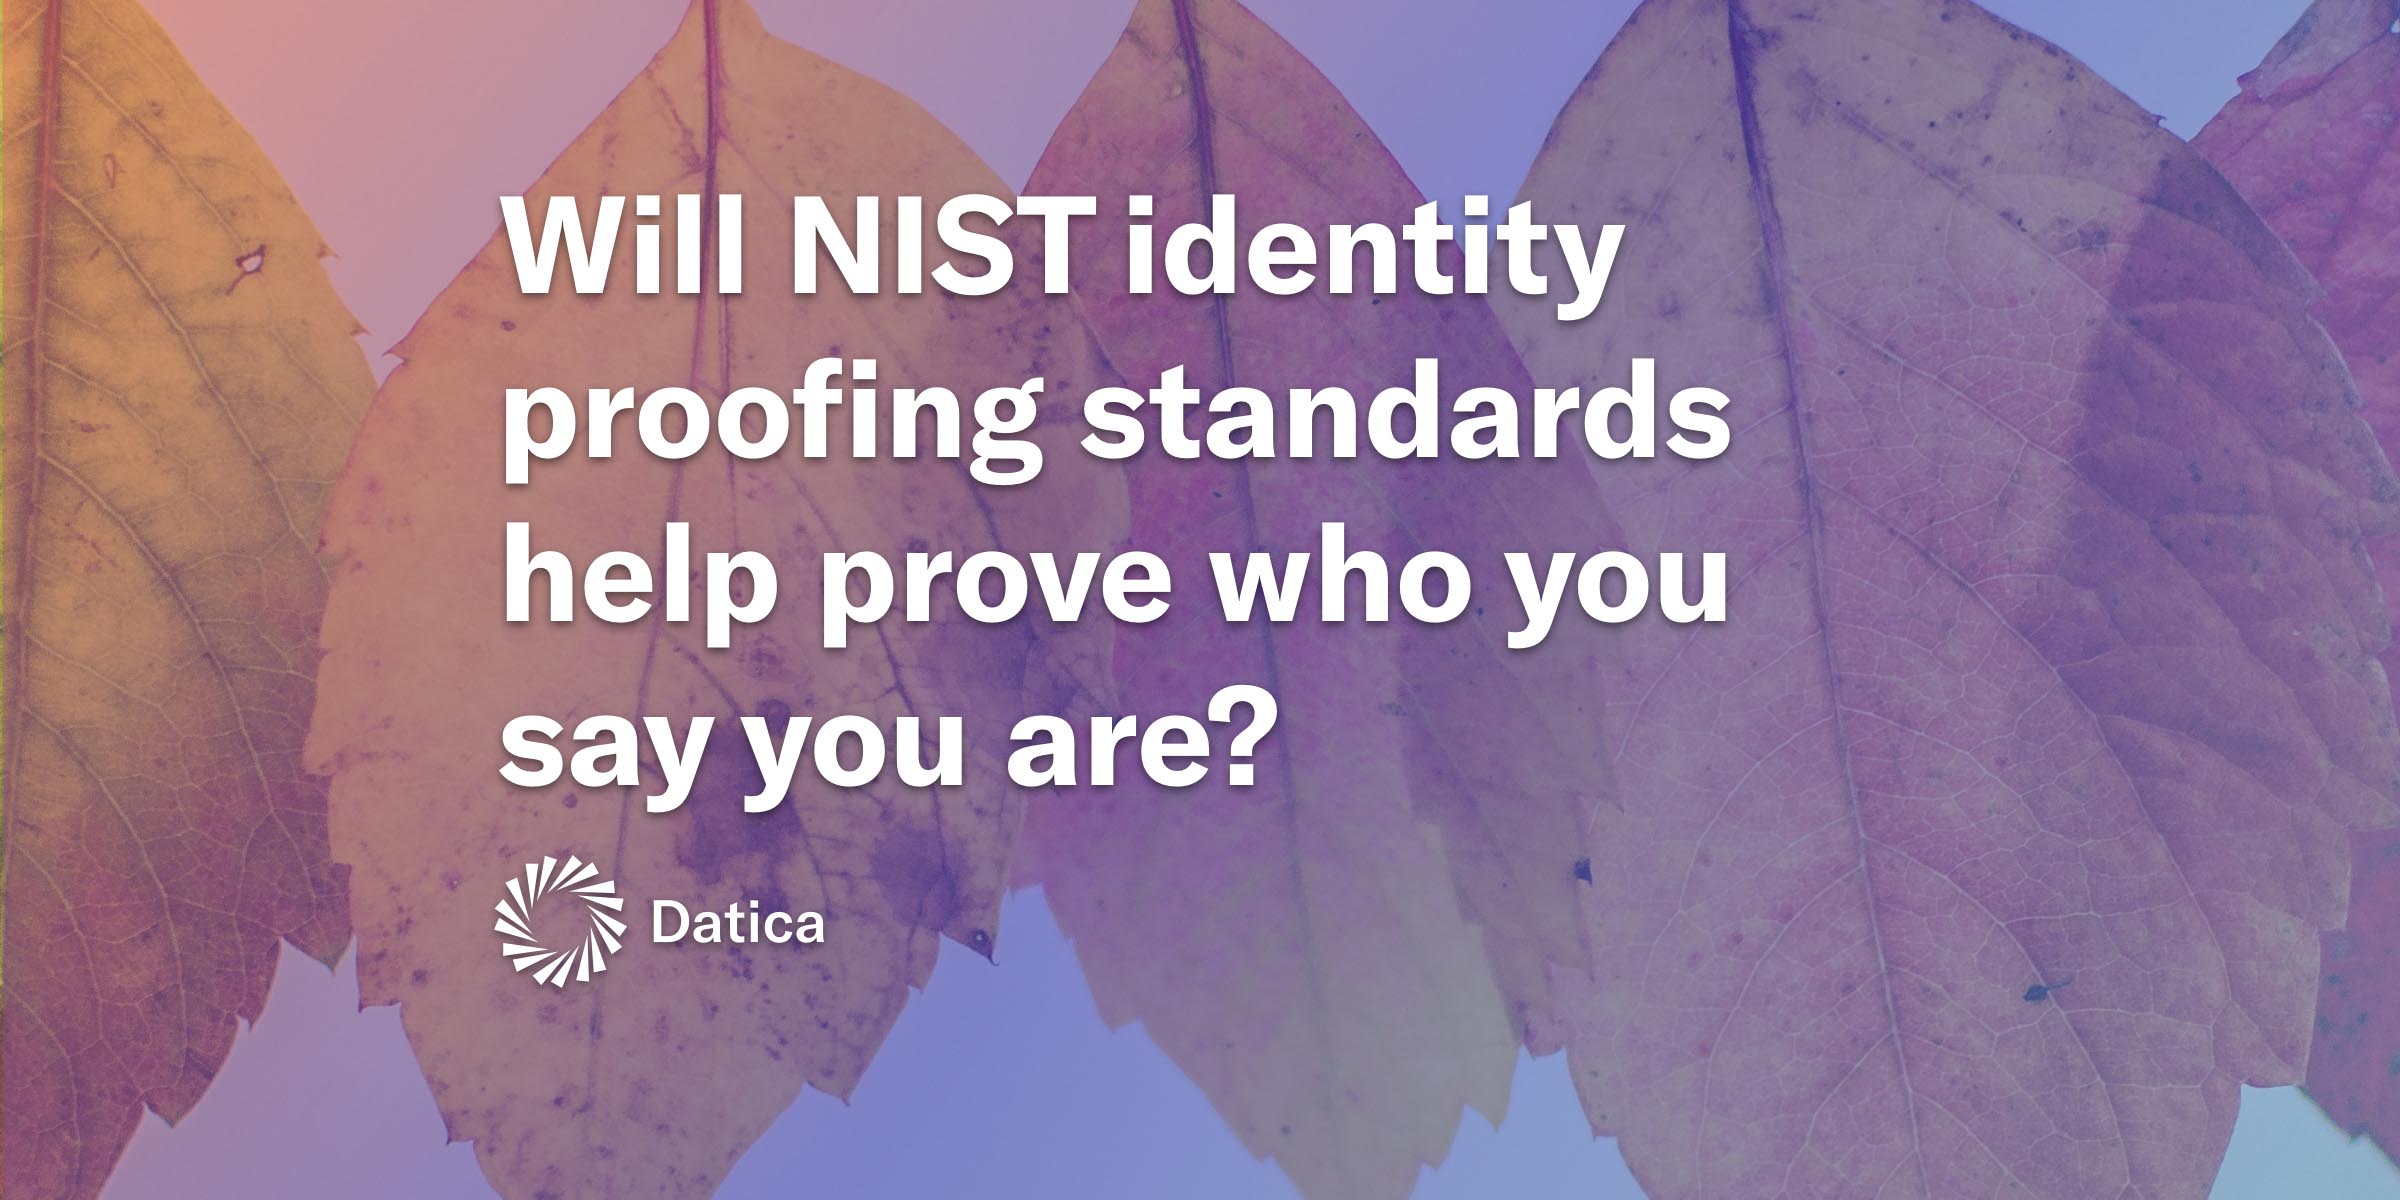 Will NIST identity
proofing standards
help prove who you
say you are?
Datica